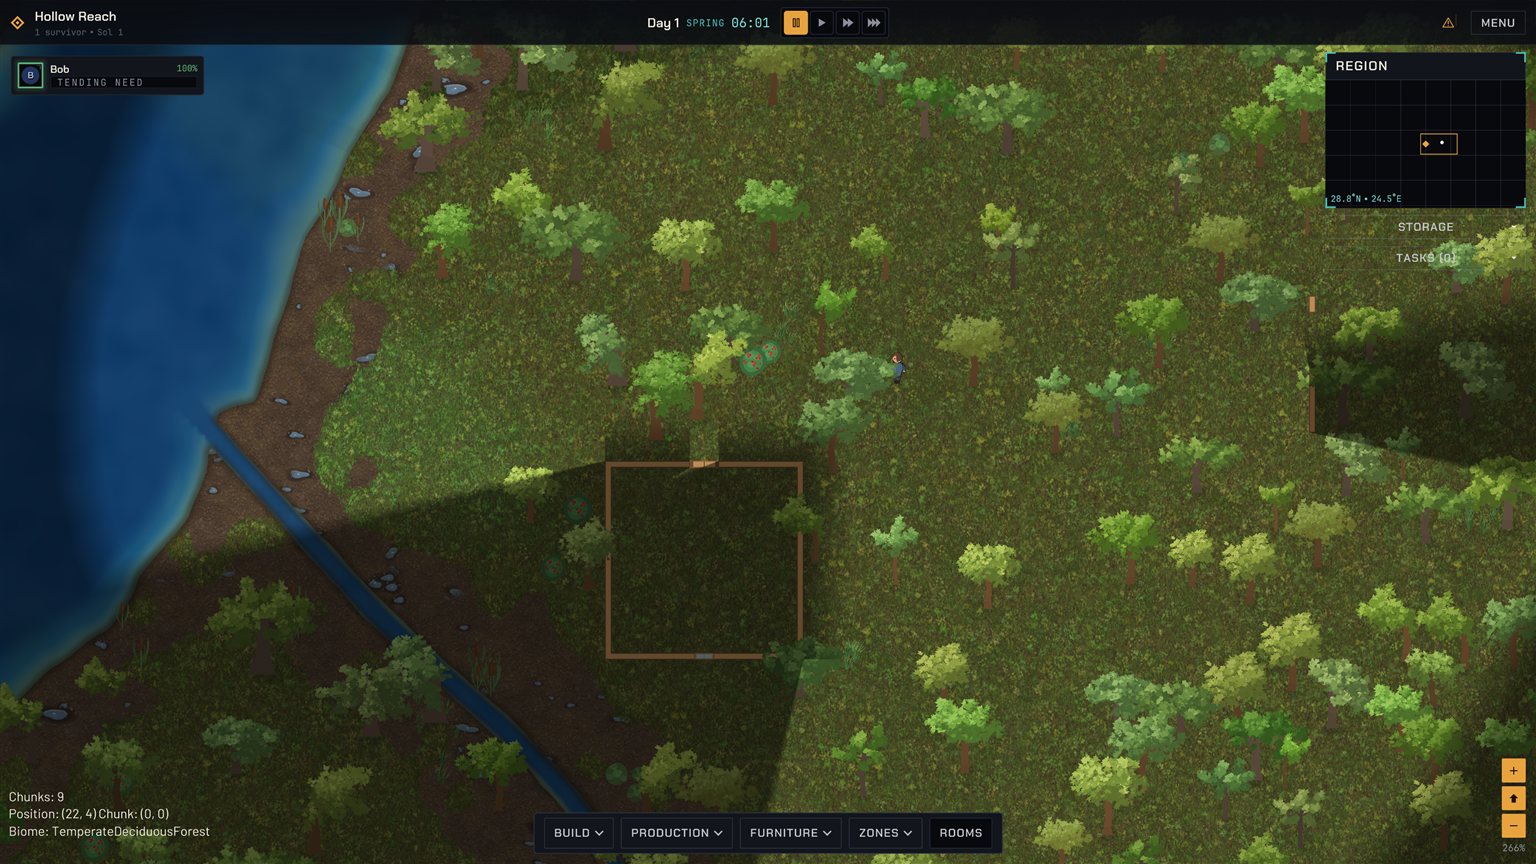 Hollow Reach
1 survivor • Sol 1
Day 1 SPRING 06:01
MENU
B
Bob
100%
TENDING NEED
REGION
28.8°N • 24.5°E
STORAGE
TASKS (0)
Chunks: 9
Position: (22, 4) Chunk: (0, 0)
Biome: TemperateDeciduousForest
BUILD
PRODUCTION
FURNITURE
ZONES
ROOMS
+
−
266%